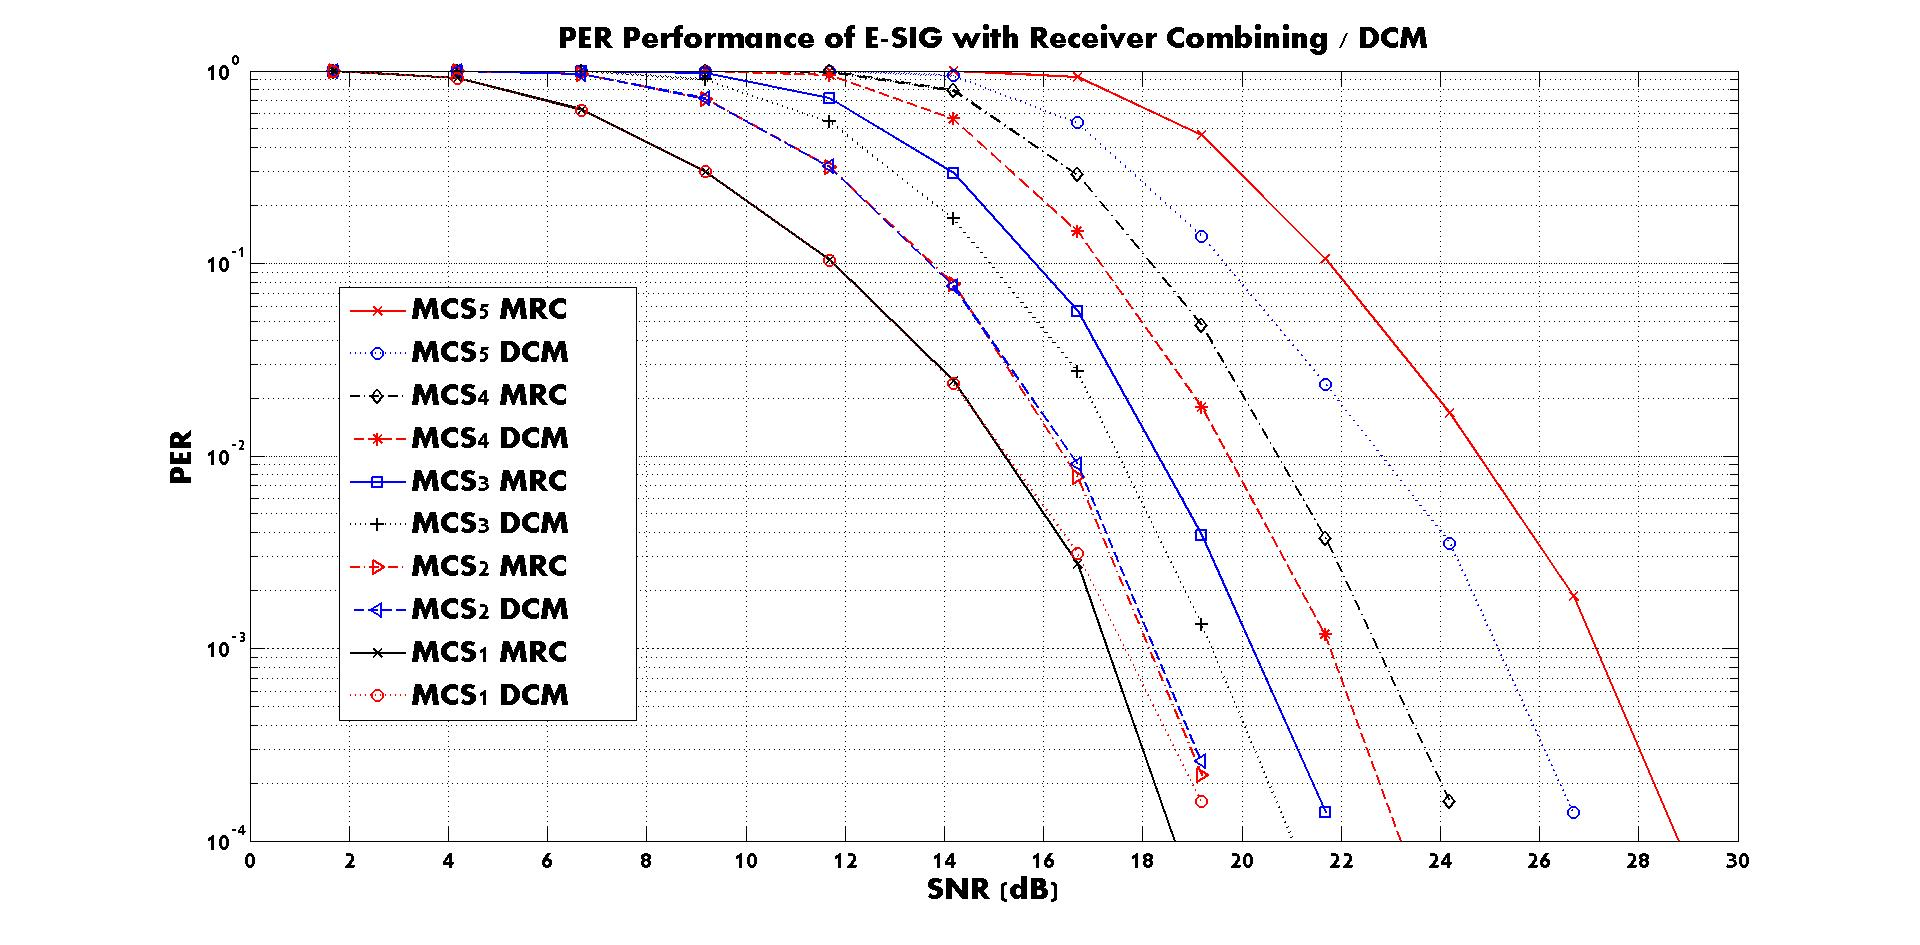 PER Performance of E-SIG with Receiver Combining / DCM
10^0
10^-1
10^-2
10^-3
10^-4
PER
MCS5 MRC
MCS5 DCM
MCS4 MRC
MCS4 DCM
MCS3 MRC
MCS3 DCM
MCS2 MRC
MCS2 DCM
MCS1 MRC
MCS1 DCM
0 2 4 6 8 10 12 14 16 18 20 22 24 26 28 30
SNR (dB)